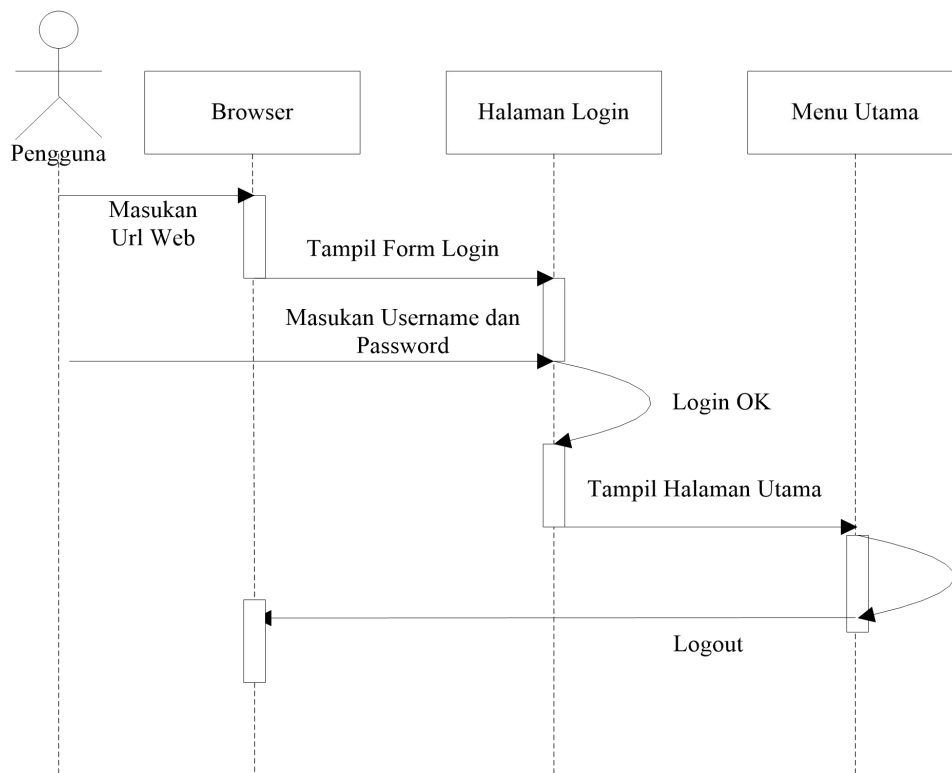 Browser
Halaman Login
Menu Utama
Pengguna
Masukan
Url Web
Tampil Form Login
Masukan Username dan
Password
Login OK
Tampil Halaman Utama
Logout